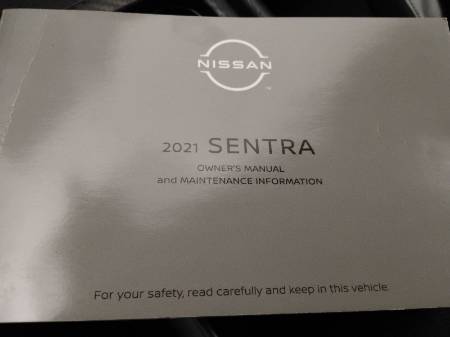 NISSAN
2021 SENTRA
OWNER'S MANUAL
and MAINTENANCE INFORMATION
For your safety, read carefully and keep in this vehicle.